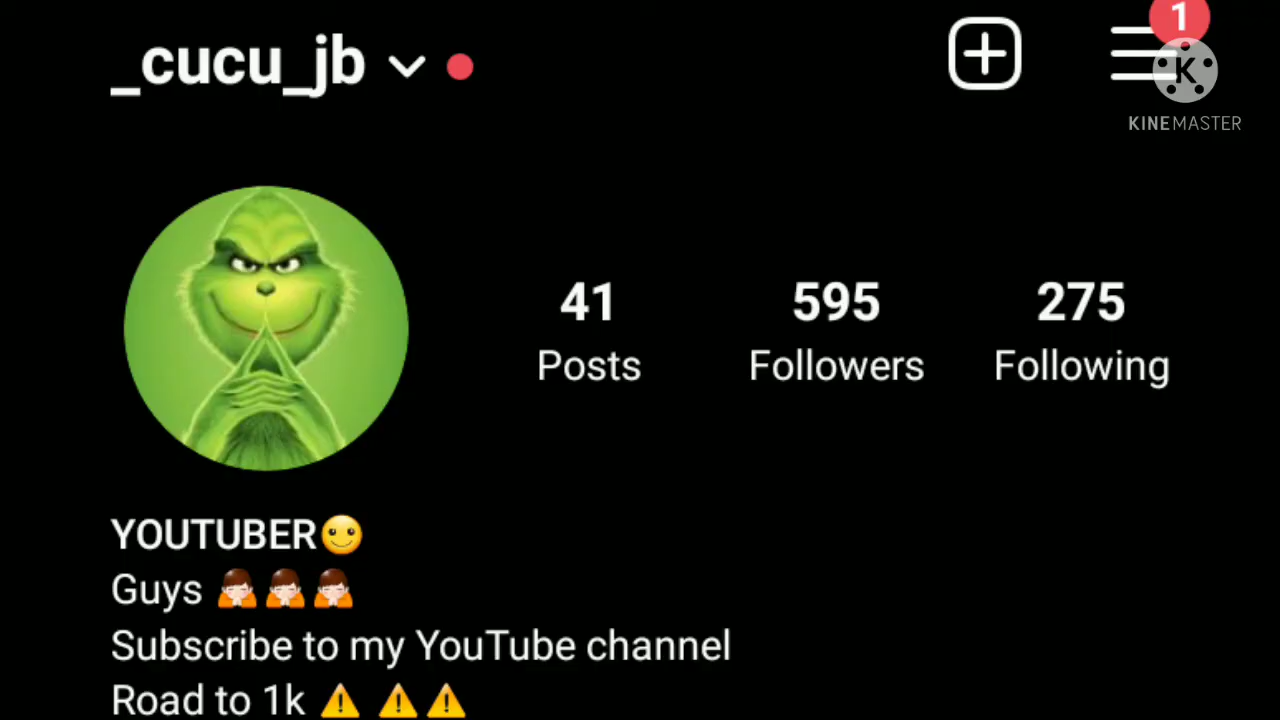 _cucu_jb
1
K
KINEMASTER
41 595 275
Posts Followers Following
YOUTUBER🙂
Guys 🙏🙏🙏
Subscribe to my YouTube channel
Road to 1k ⚠️ ⚠️⚠️